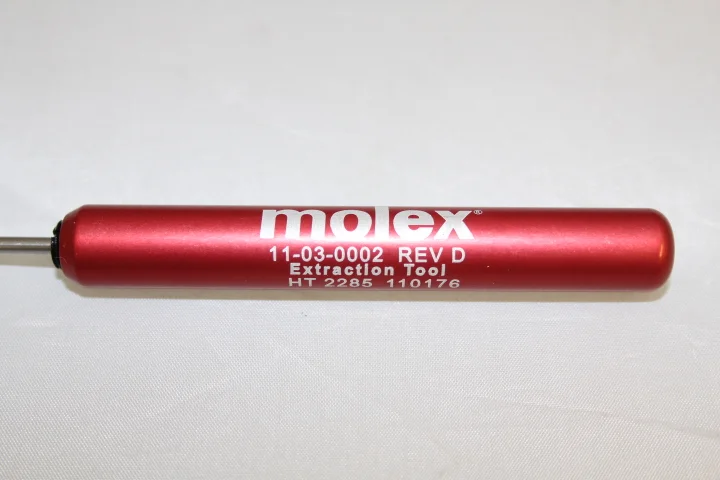 molex®
11-03-0002 REV D
Extraction Tool
HT 2285 110176